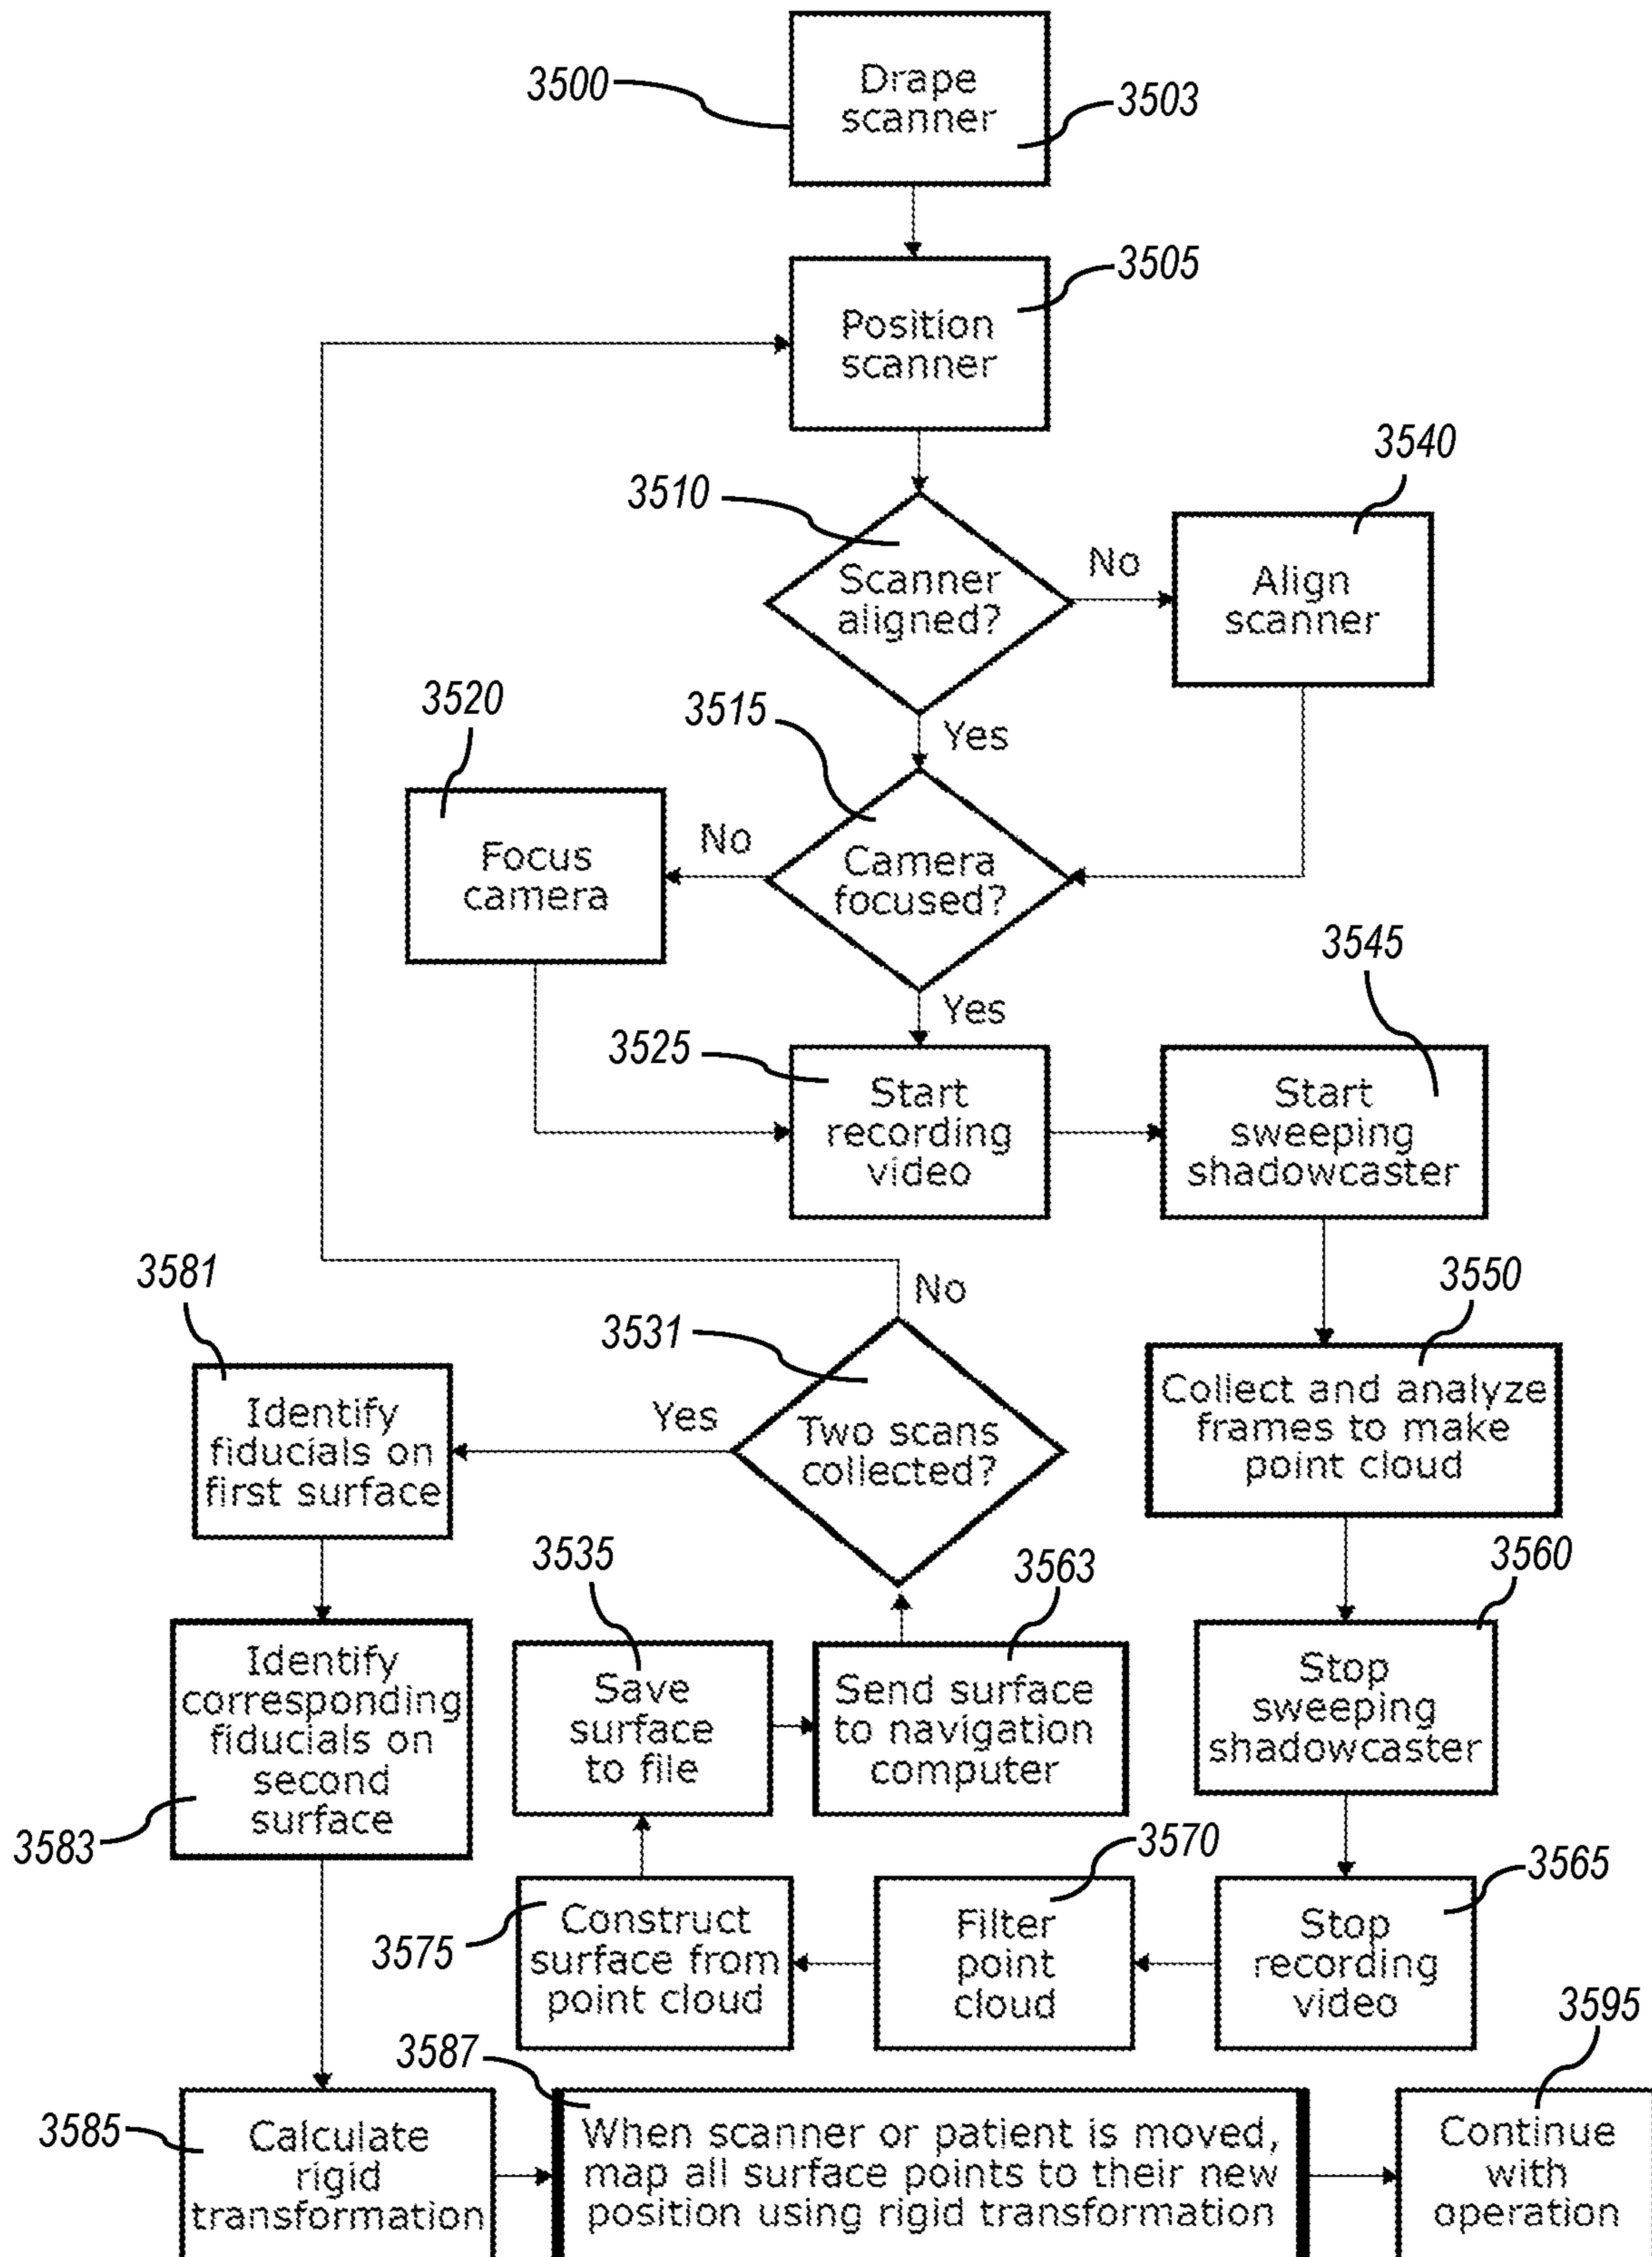 3500
Drape
scanner
3503
3505
Position
scanner
3540
3510
Scanner
aligned?
No
Align
scanner
3520
3515
Yes
Focus
camera
No
Camera
focused?
3545
Yes
3525
Start
recording
video
Start
sweeping
shadowcaster
3581
No
3550
3531
Identify
fiducials on
first surface
Yes
Two scans
collected?
Collect and analyze
frames to make
point cloud
3535
3563
3560
Identify
corresponding
fiducials on
second
surface
3583
Save
surface
to file
Send surface
to navigation
computer
Stop
sweeping
shadowcaster
3570
3565
3575
Construct
surface from
point cloud
Filter
point
cloud
Stop
recording
video
3587
3595
3585
Calculate
rigid
transformation
When scanner or patient is moved,
map all surface points to their new
position using rigid transformation
Continue
with
operation